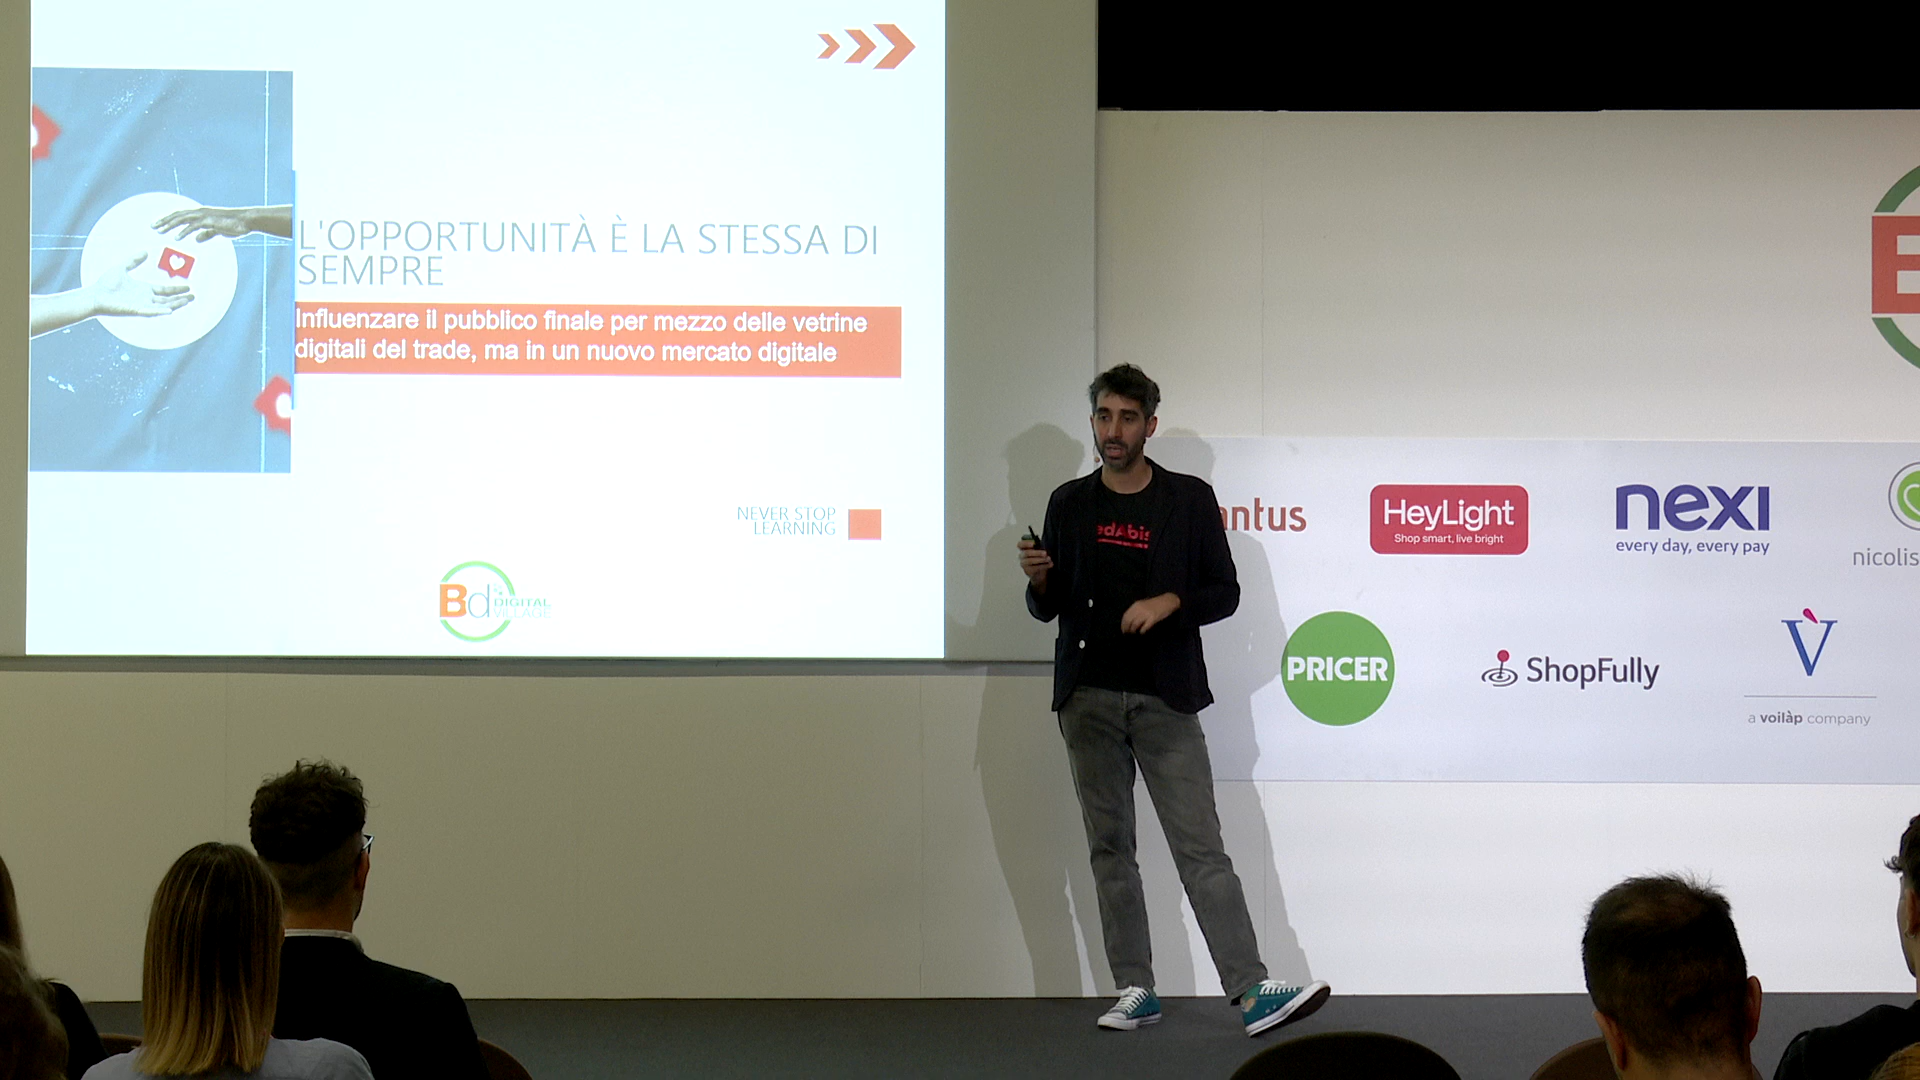 L'OPPORTUNITÀ È LA STESSA DI
SEMPRE
Influenzare il pubblico finale per mezzo delle vetrine
digitali del trade, ma in un nuovo mercato digitale
NEVER STOP
LEARNING
Bd DIGITAL
VILLAGE
antus
HeyLight
Shop smart, live bright
nexi
every day, every pay
nicolis
PRICER
ShopFully
V
a voilàp company
edAbis
B